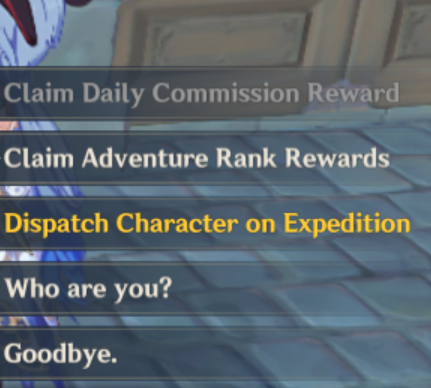 Claim Daily Commission Reward
Claim Adventure Rank Rewards
Dispatch Character on Expedition
Who are you?
Goodbye.